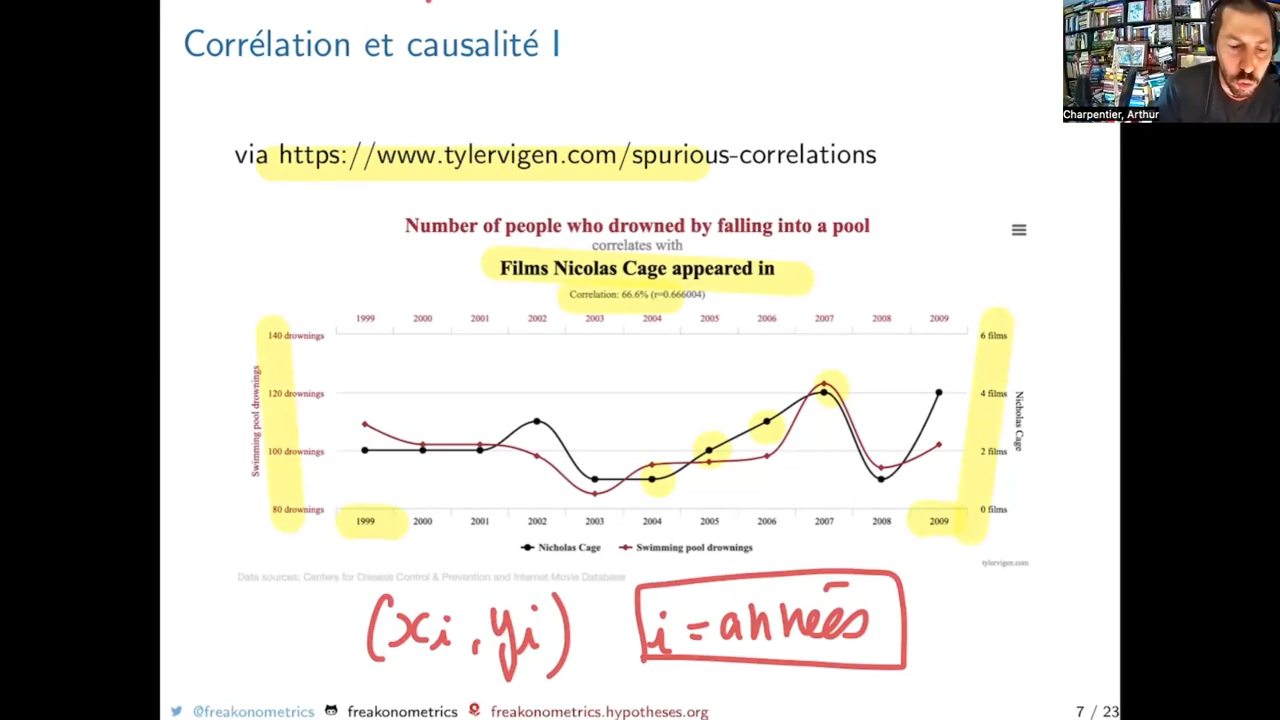 Corrélation et causalité I
Charpentier, Arthur
via https://www.tylervigen.com/spurious-correlations
Number of people who drowned by falling into a pool
correlates with
Films Nicolas Cage appeared in
Correlation: 66.6% (r=0.666004)
1999 2000 2001 2002 2003 2004 2005 2006 2007 2008 2009
140 drownings 6 films
120 drownings 4 films
100 drownings 2 films
80 drownings 0 films
Swimming pool drownings
Nicholas Cage
1999 2000 2001 2002 2003 2004 2005 2006 2007 2008 2009
Nicholas Cage Swimming pool drownings
tylervigen.com
Data sources: Centers for Disease Control & Prevention and Internet Movie Database
(xi, yi) i = années
@freakonometrics freakonometrics freakonometrics.hypotheses.org 7 / 23